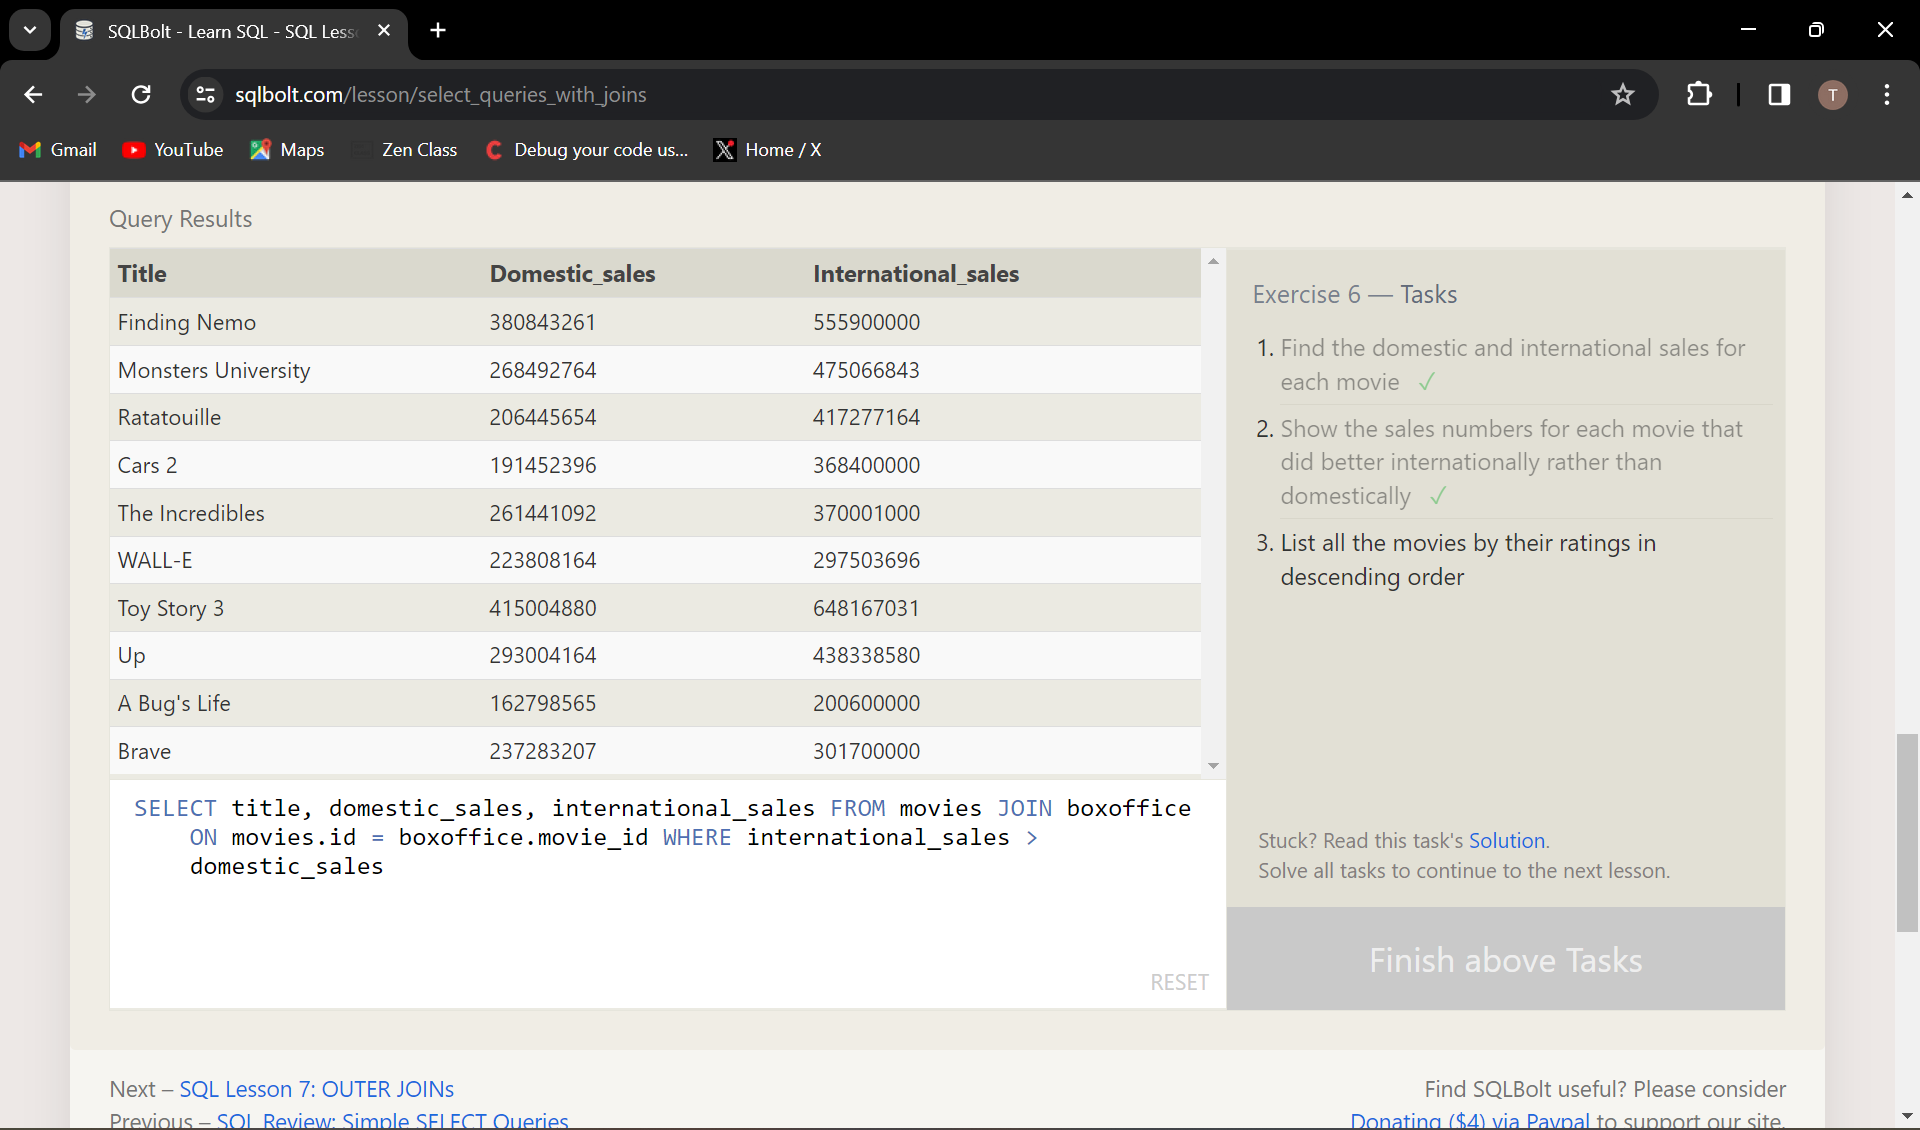 SQLBolt - Learn SQL - SQL Less
sqlbolt.com/lesson/select_queries_with_joins
T
Gmail
YouTube
Maps
Zen Class
Debug your code us...
Home / X
Query Results
Title Domestic_sales International_sales
Finding Nemo 380843261 555900000
Monsters University 268492764 475066843
Ratatouille 206445654 417277164
Cars 2 191452396 368400000
The Incredibles 261441092 370001000
WALL-E 223808164 297503696
Toy Story 3 415004880 648167031
Up 293004164 438338580
A Bug's Life 162798565 200600000
Brave 237283207 301700000
SELECT title, domestic_sales, international_sales FROM movies JOIN boxoffice
ON movies.id = boxoffice.movie_id WHERE international_sales >
domestic_sales
RESET
Exercise 6 — Tasks
1. Find the domestic and international sales for
each movie ✓
2. Show the sales numbers for each movie that
did better internationally rather than
domestically ✓
3. List all the movies by their ratings in
descending order
Stuck? Read this task's Solution.
Solve all tasks to continue to the next lesson.
Finish above Tasks
Next – SQL Lesson 7: OUTER JOINs
Previous – SQL Review: Simple SELECT Queries
Find SQLBolt useful? Please consider
Donating ($4) via Paypal to support our site.